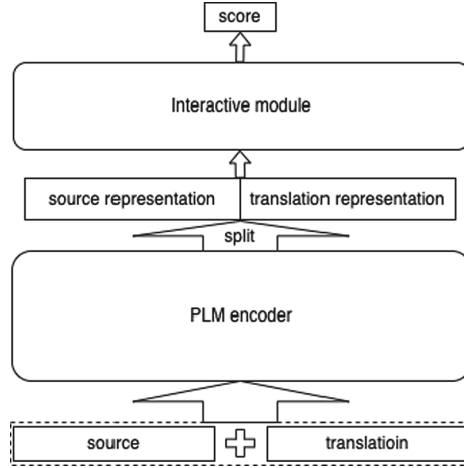 score
Interactive module
source representation translation representation
split
PLM encoder
source translatioin